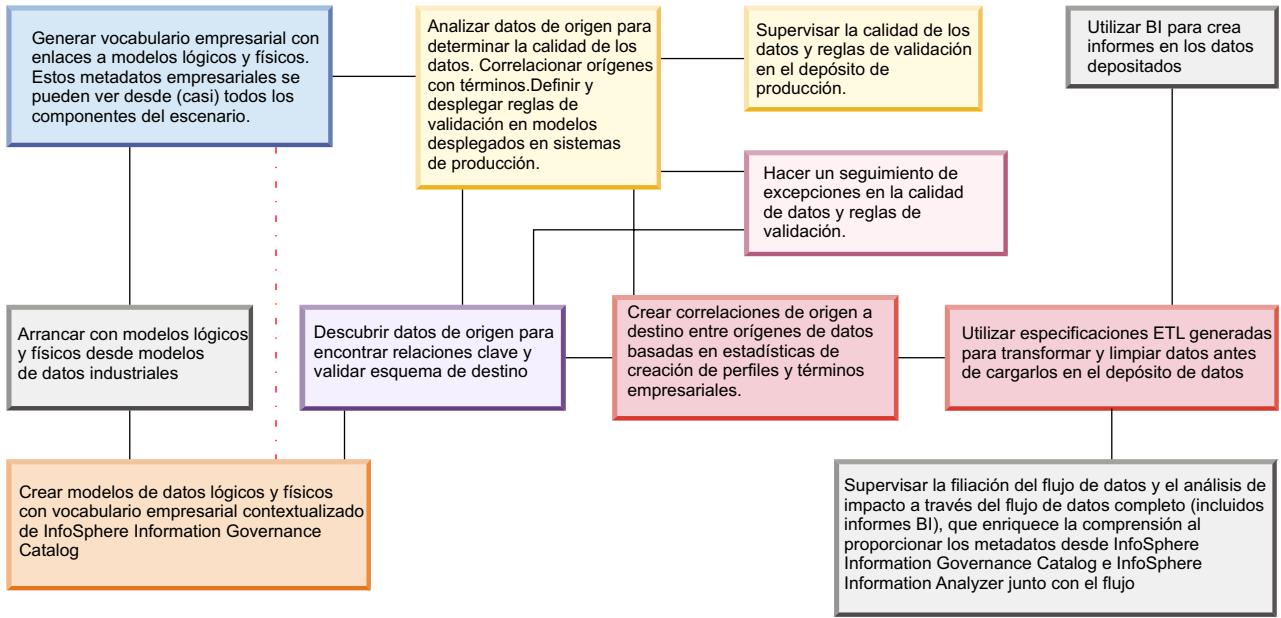 Generar vocabulario empresarial con
enlaces a modelos lógicos y físicos.
Estos metadatos empresariales se
pueden ver desde (casi) todos los
componentes del escenario.
Analizar datos de origen para
determinar la calidad de los
datos. Correlacionar orígenes
con términos.Definir y
desplegar reglas de
validación en modelos
desplegados en sistemas
de producción.
Supervisar la calidad de los
datos y reglas de validación
en el depósito de
producción.
Utilizar BI para crea
informes en los datos
depositados
Hacer un seguimiento de
excepciones en la calidad
de datos y reglas de
validación.
Arrancar con modelos lógicos
y físicos desde modelos
de datos industriales
Descubrir datos de origen para
encontrar relaciones clave y
validar esquema de destino
Crear correlaciones de origen a
destino entre orígenes de datos
basadas en estadísticas de
creación de perfiles y términos
empresariales.
Utilizar especificaciones ETL generadas
para transformar y limpiar datos antes
de cargarlos en el depósito de datos
Crear modelos de datos lógicos y físicos
con vocabulario empresarial contextualizado
de InfoSphere Information Governance
Catalog
Supervisar la filiación del flujo de datos y el análisis de
impacto a través del flujo de datos completo (incluidos
informes BI), que enriquece la comprensión al
proporcionar los metadatos desde InfoSphere
Information Governance Catalog e InfoSphere
Information Analyzer junto con el flujo